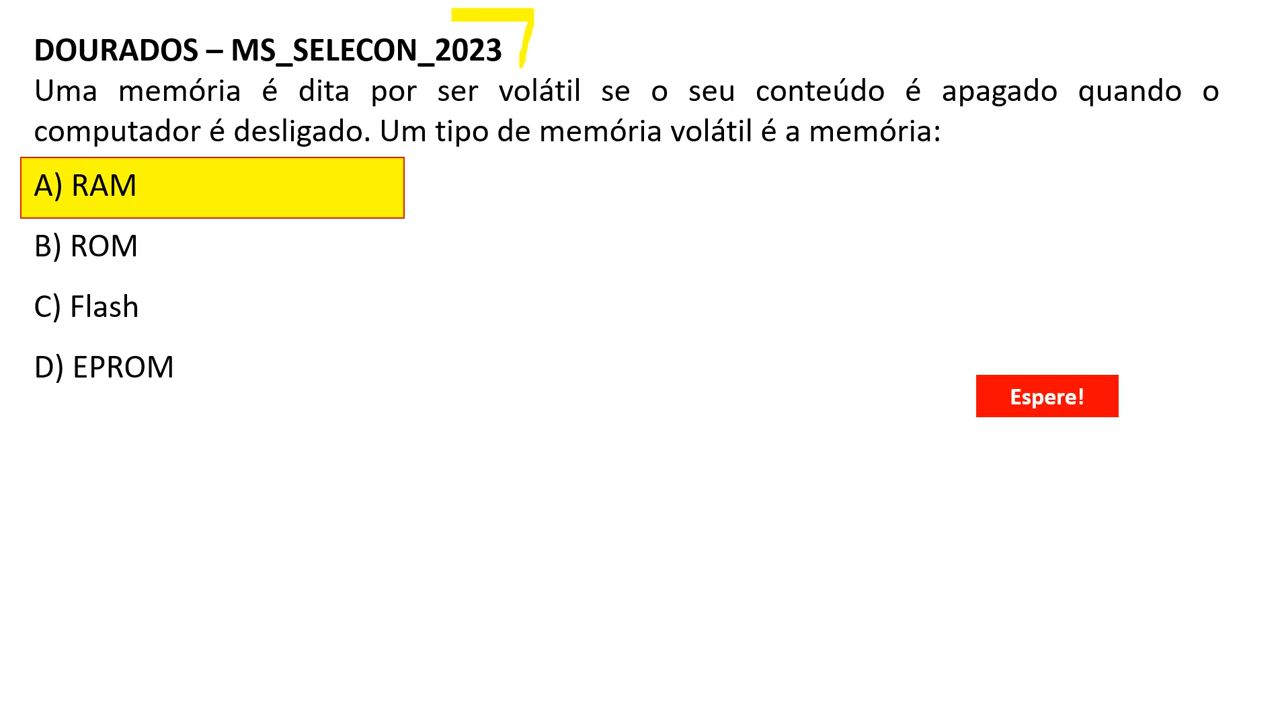 DOURADOS – MS_SELECON_2023
Uma memória é dita por ser volátil se o seu conteúdo é apagado quando o
computador é desligado. Um tipo de memória volátil é a memória:
A) RAM
B) ROM
C) Flash
D) EPROM
Espere!